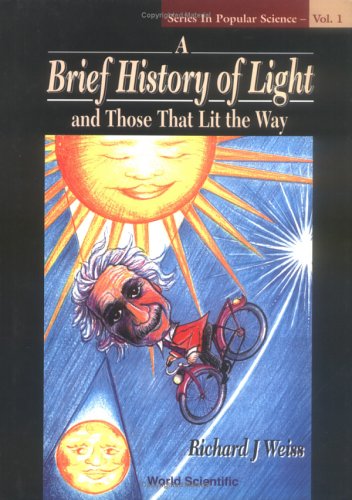 Series In Popular Science – Vol. 1
A
Brief History of Light
and Those That Lit the Way
Richard J Weiss
World Scientific